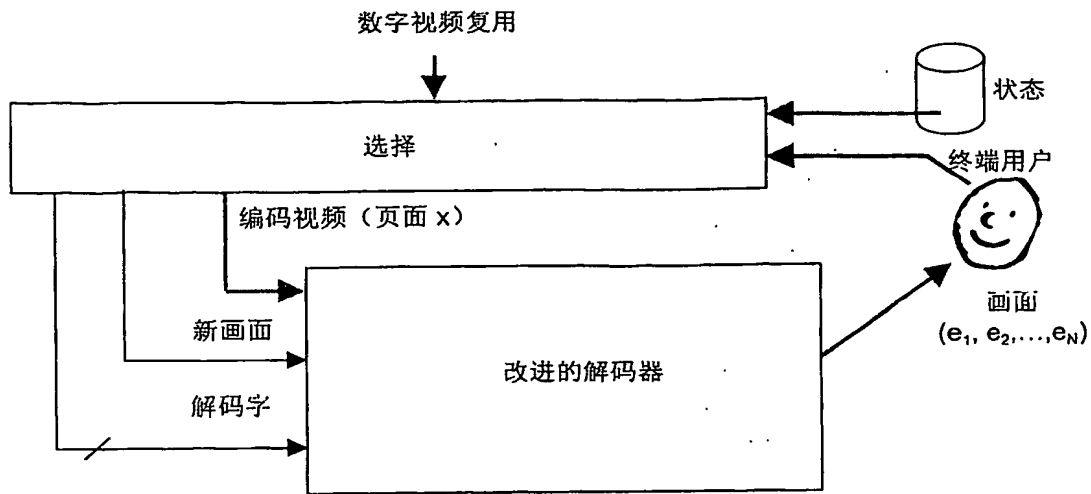 数字视频复用
状态
选择
终端用户
编码视频（页面 x）
新画面
画面
(e₁, e₂,...,e_N)
改进的解码器
解码字